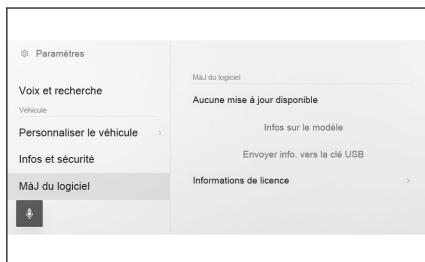 Paramètres
Voix et recherche
Véhicule
Personnaliser le véhicule
Infos et sécurité
MàJ du logiciel
MàJ du logiciel
Aucune mise à jour disponible
Infos sur le modèle
Envoyer info. vers la clé USB
Informations de licence